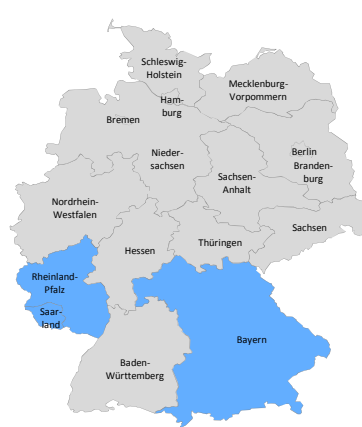 Schleswig-
Holstein
Mecklenburg-
Vorpommern
Ham-
burg
Bremen
Nieder-
sachsen
Berlin
Branden-
burg
Sachsen-
Anhalt
Nordrhein-
Westfalen
Sachsen
Thüringen
Hessen
Rheinland-
Pfalz
Saar-
land
Bayern
Baden-
Württemberg